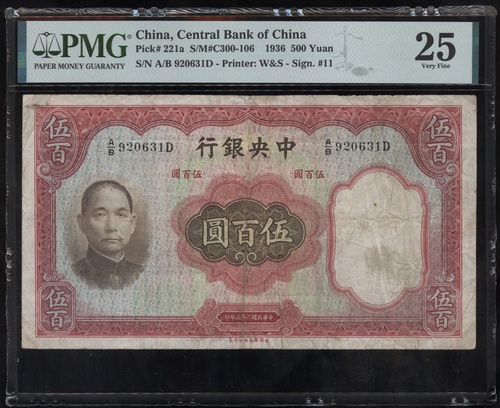 PMG
PAPER MONEY GUARANTY
China, Central Bank of China
Pick# 221a S/M#C300-106 1936 500 Yuan
S/N A/B 920631D - Printer: W&S - Sign. #11
25
Very Fine
伍百
伍百
行銀央中
A/B 920631D
A/B 920631D
圓百伍
圓百伍
圓百伍
伍百
伍百